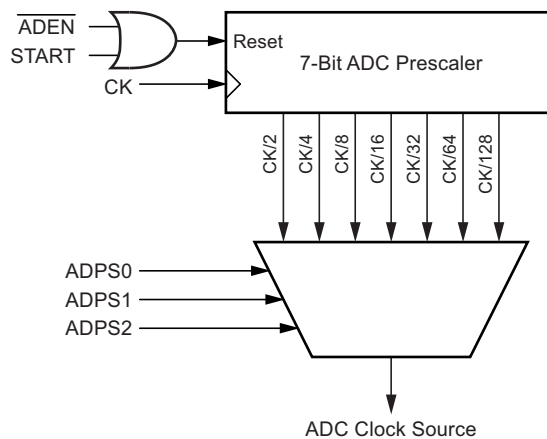 ADEN
START
Reset
7-Bit ADC Prescaler
CK
CK/2
CK/4
CK/8
CK/16
CK/32
CK/64
CK/128
ADPS0
ADPS1
ADPS2
ADC Clock Source